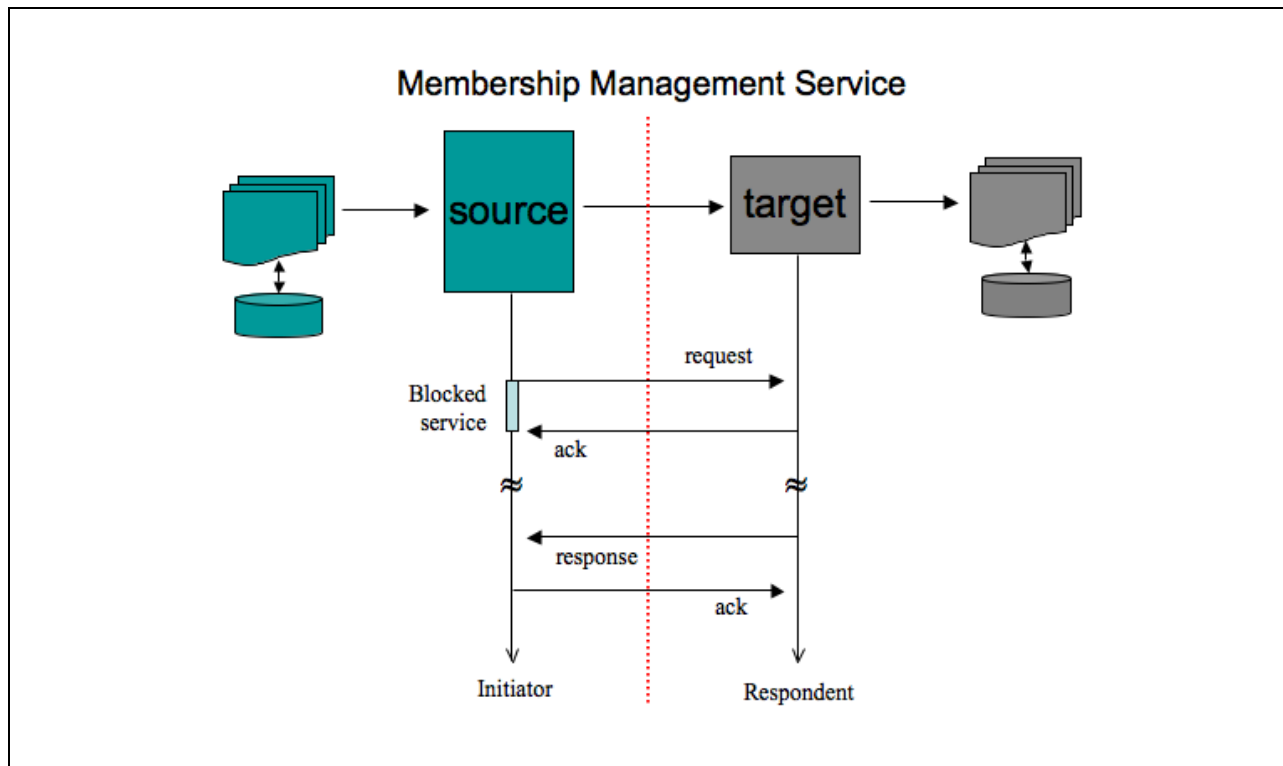 Membership Management Service
source
target
request
Blocked
service
ack
response
ack
Initiator
Respondent